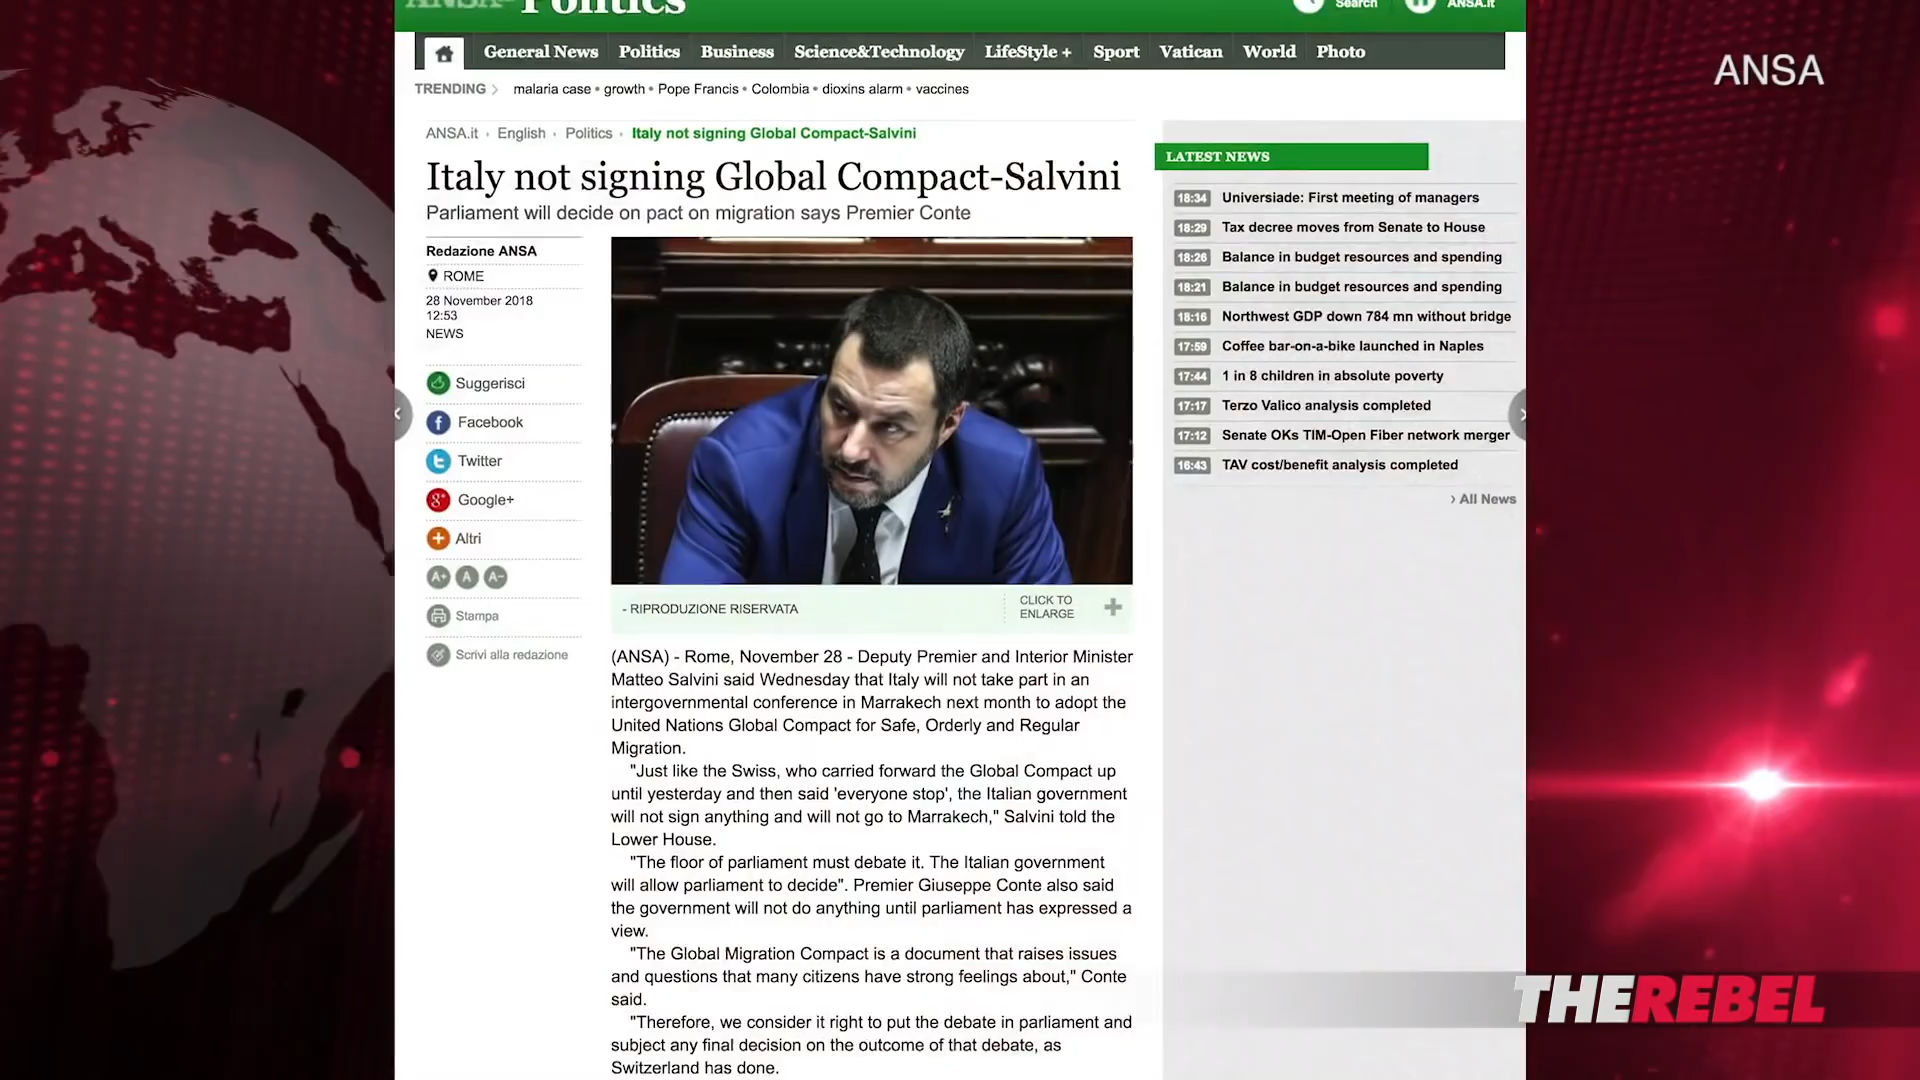 ANSA Politics
Search
ANSA.it
General News Politics Business Science&Technology LifeStyle + Sport Vatican World Photo
ANSA
TRENDING malaria case • growth • Pope Francis • Colombia • dioxins alarm • vaccines
ANSA.it › English › Politics › Italy not signing Global Compact-Salvini
Italy not signing Global Compact-Salvini
Parliament will decide on pact on migration says Premier Conte
Redazione ANSA
ROME
28 November 2018
12:53
NEWS
Suggerisci
Facebook
Twitter
Google+
Altri
A+ A A-
Stampa
Scrivi alla redazione
- RIPRODUZIONE RISERVATA
CLICK TO
ENLARGE
(ANSA) - Rome, November 28 - Deputy Premier and Interior Minister
Matteo Salvini said Wednesday that Italy will not take part in an
intergovernmental conference in Marrakech next month to adopt the
United Nations Global Compact for Safe, Orderly and Regular
Migration.
"Just like the Swiss, who carried forward the Global Compact up
until yesterday and then said 'everyone stop', the Italian government
will not sign anything and will not go to Marrakech," Salvini told the
Lower House.
"The floor of parliament must debate it. The Italian government
will allow parliament to decide". Premier Giuseppe Conte also said
the government will not do anything until parliament has expressed a
view.
"The Global Migration Compact is a document that raises issues
and questions that many citizens have strong feelings about," Conte
said.
"Therefore, we consider it right to put the debate in parliament and
subject any final decision on the outcome of that debate, as
Switzerland has done.
LATEST NEWS
18:34 Universiade: First meeting of managers
18:29 Tax decree moves from Senate to House
18:26 Balance in budget resources and spending
18:21 Balance in budget resources and spending
18:16 Northwest GDP down 784 mn without bridge
17:59 Coffee bar-on-a-bike launched in Naples
17:44 1 in 8 children in absolute poverty
17:17 Terzo Valico analysis completed
17:12 Senate OKs TIM-Open Fiber network merger
16:43 TAV cost/benefit analysis completed
› All News
THEREBEL